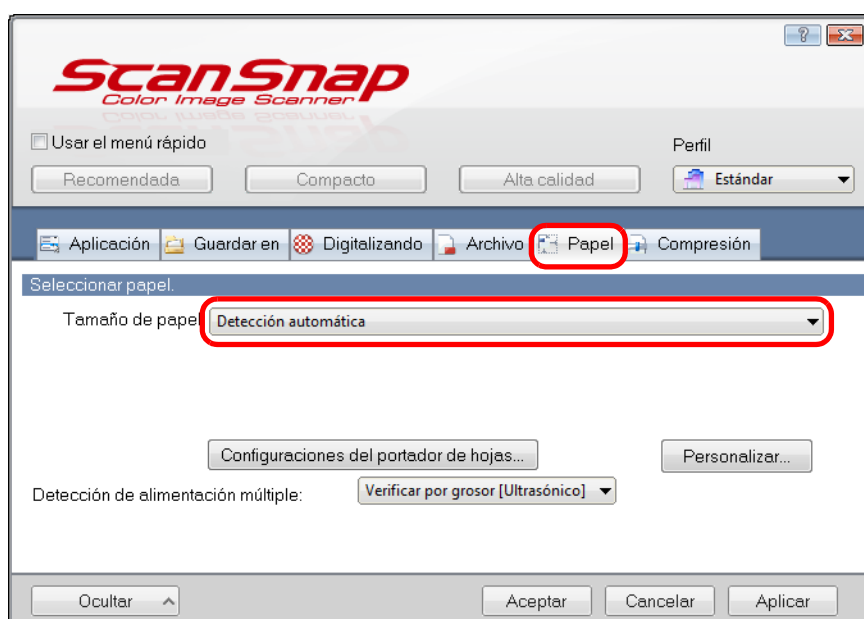 ScanSnap
Color Image Scanner
Usar el menú rápido
Perfil
Recomendada
Compacto
Alta calidad
Estándar
Aplicación
Guardar en
Digitalizando
Archivo
Papel
Compresión
Seleccionar papel.
Tamaño de papel
Detección automática
Configuraciones del portador de hojas...
Personalizar...
Detección de alimentación múltiple:
Verificar por grosor [Ultrasónico]
Ocultar
Aceptar
Cancelar
Aplicar